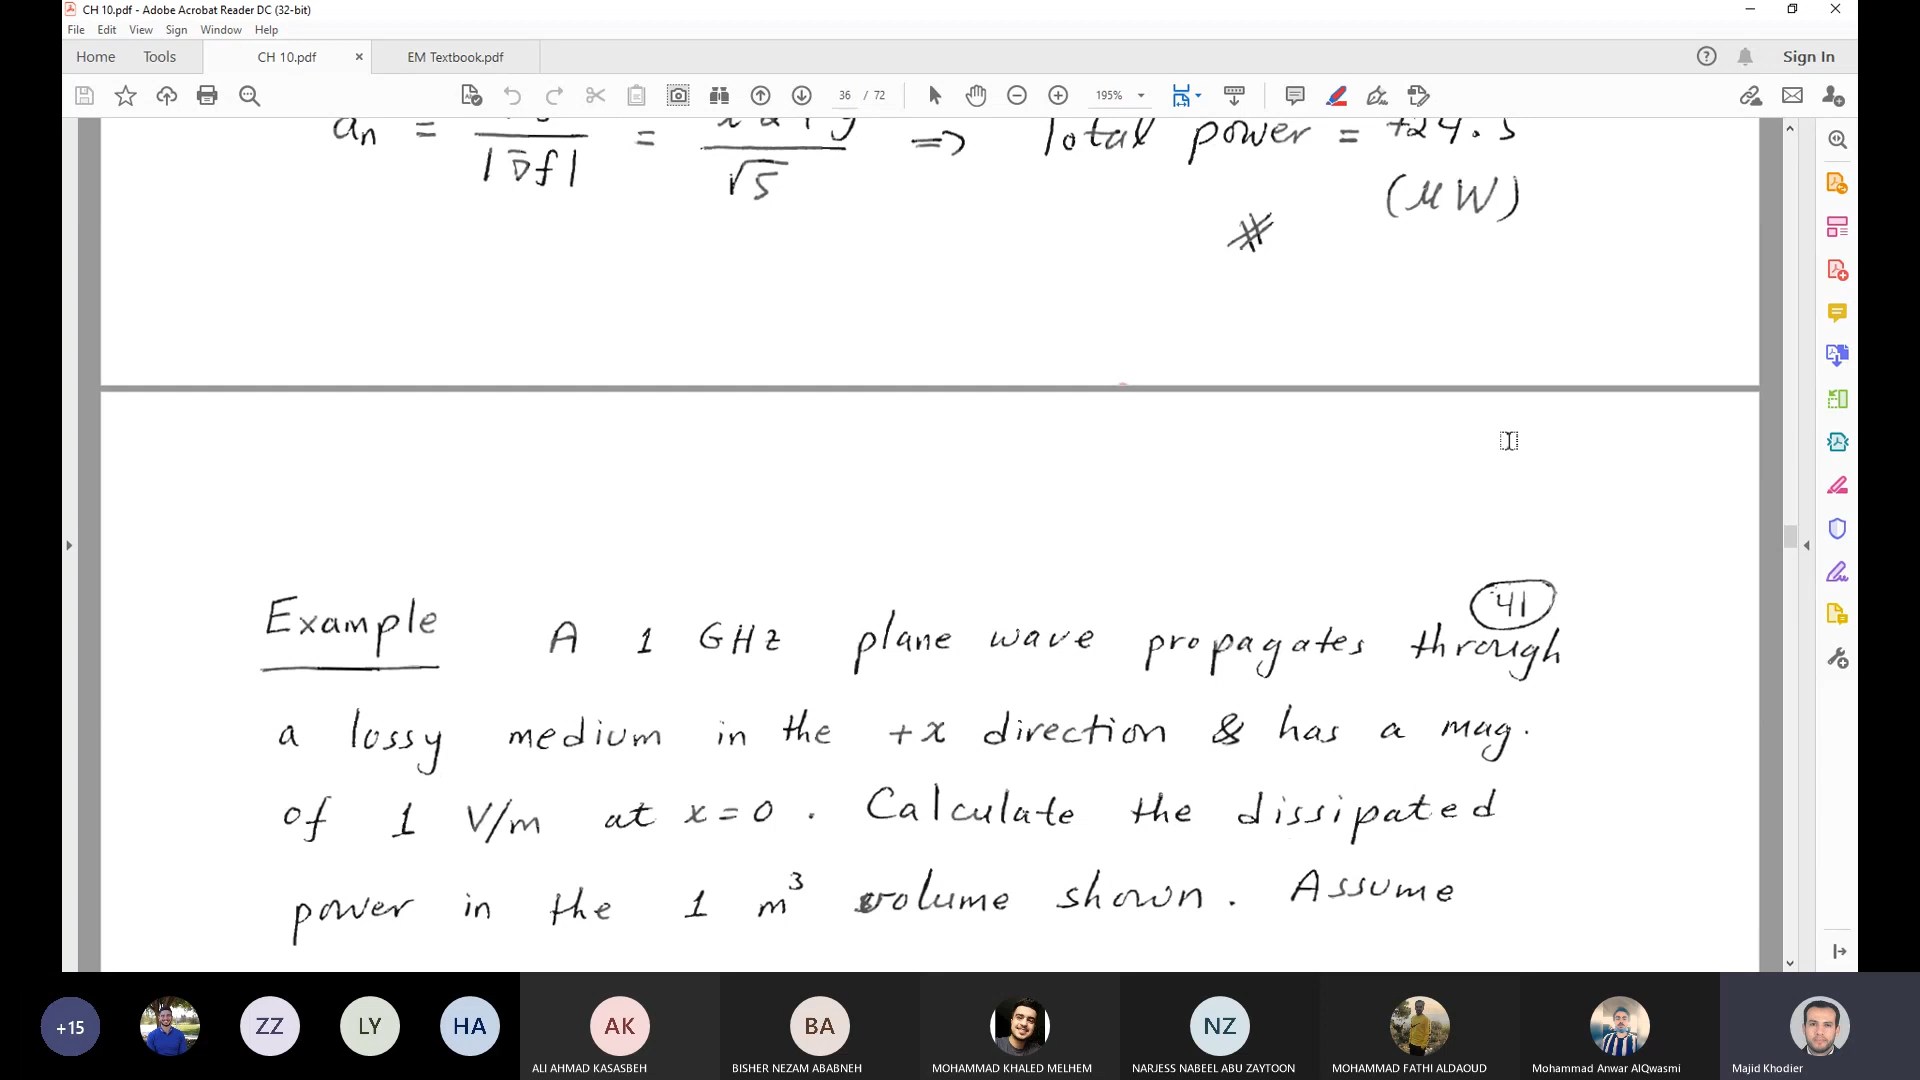 CH 10.pdf - Adobe Acrobat Reader DC (32-bit)
File Edit View Sign Window Help
Home Tools CH 10.pdf × EM Textbook.pdf Sign In
36 / 72 195%
an = / |∇̄f| = / √5 => Total power =
(μW)
Example A 1 GHz plane wave propagates through
41
a lossy medium in the +x direction & has a mag.
of 1 V/m at x=0. Calculate the dissipated
power in the 1 m³ volume shown. Assume
+15 ZZ LY HA AK BA NZ
ALI AHMAD KASASBEH BISHER NEZAM ABABNEH MOHAMMAD KHALED MELHEM NARJESS NABEEL ABU ZAYTOON MOHAMMAD FATHI ALDAOUD Mohammad Anwar AlQwasmi Majid Khodier